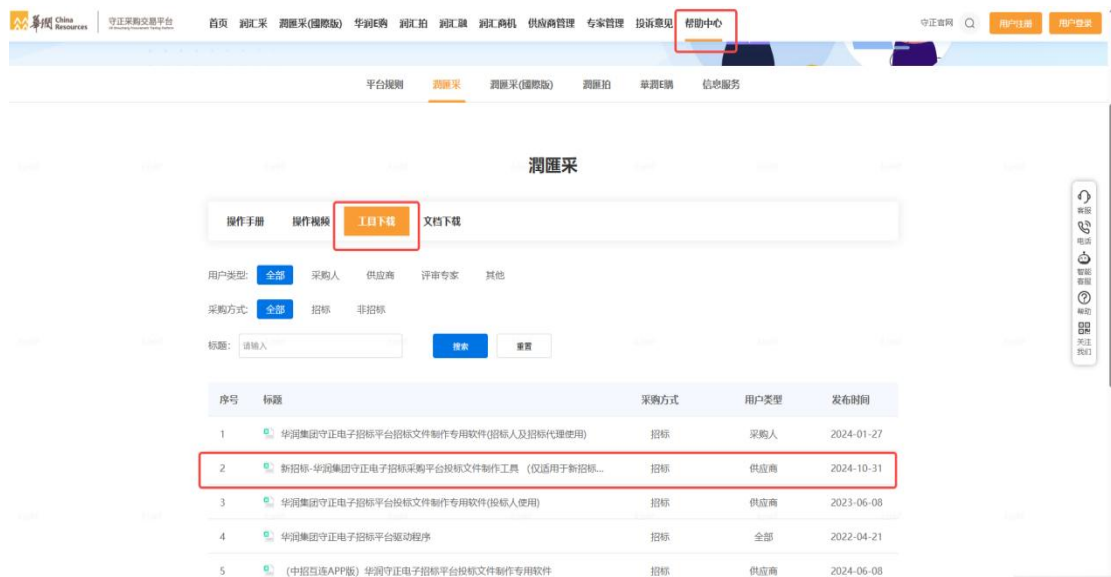 華潤 China Resources 守正采购交易平台 首页 润汇采 潤匯采(國際版) 华润E购 润汇拍 润汇融 润汇商机 供应商管理 专家管理 投诉意见 帮助中心 守正官网 用户注册 用户登录
平台规则 潤匯采 潤匯采(國際版) 潤匯拍 華潤E購 信息服务
潤匯采
操作手册 操作视频 工具下载 文档下载
用户类型: 全部 采购人 供应商 评审专家 其他
采购方式: 全部 招标 非招标
标题: 请输入 搜索 重置
序号 标题 采购方式 用户类型 发布时间
1 华润集团守正电子招标平台招标文件制作专用软件(招标人及招标代理使用) 招标 采购人 2024-01-27
2 新招标-华润集团守正电子招标采购平台投标文件制作工具 （仅适用于新招标... 招标 供应商 2024-10-31
3 华润集团守正电子招标平台投标文件制作专用软件(投标人使用) 招标 供应商 2023-06-08
4 华润集团守正电子招标平台驱动程序 招标 全部 2022-04-21
5 （中招互连APP版）华润守正电子招标平台投标文件制作专用软件 招标 供应商 2024-06-08
客服
电话
智能
客服
帮助
关注
我们